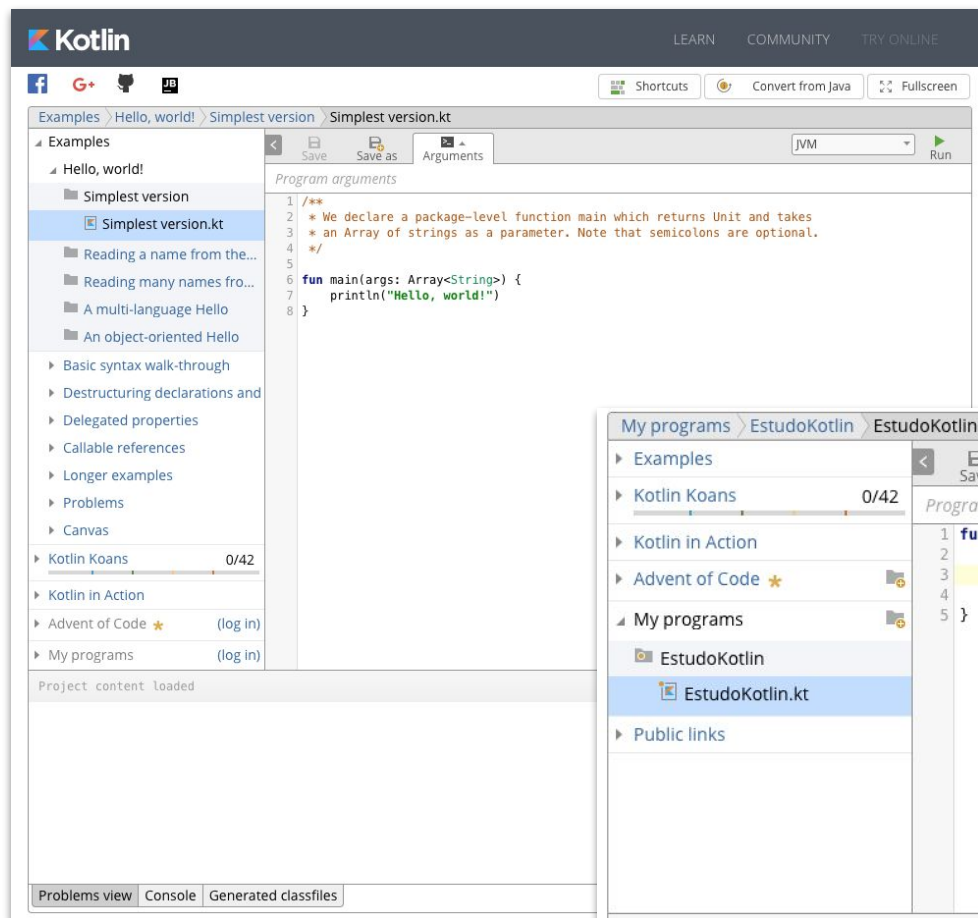 Kotlin
LEARN COMMUNITY TRY ONLINE
G+ JB
Shortcuts Convert from Java Fullscreen
Examples Hello, world! Simplest version Simplest version.kt
Examples
Hello, world!
Simplest version
Simplest version.kt
Reading a name from the...
Reading many names fro...
A multi-language Hello
An object-oriented Hello
Basic syntax walk-through
Destructuring declarations and
Delegated properties
Callable references
Longer examples
Problems
Canvas
Kotlin Koans 0/42
Kotlin in Action
Advent of Code (log in)
My programs (log in)
Save Save as Arguments JVM Run
Program arguments
1 /**
2 * We declare a package-level function main which returns Unit and takes
3 * an Array of strings as a parameter. Note that semicolons are optional.
4 */
5
6 fun main(args: Array<String>) {
7 println("Hello, world!")
8 }
Project content loaded
Problems view Console Generated classfiles
My programs EstudoKotlin EstudoKotlin
Examples
Kotlin Koans 0/42
Kotlin in Action
Advent of Code
My programs
EstudoKotlin
EstudoKotlin.kt
Public links
Sav
Progra
1 fu
2
3
4
5 }